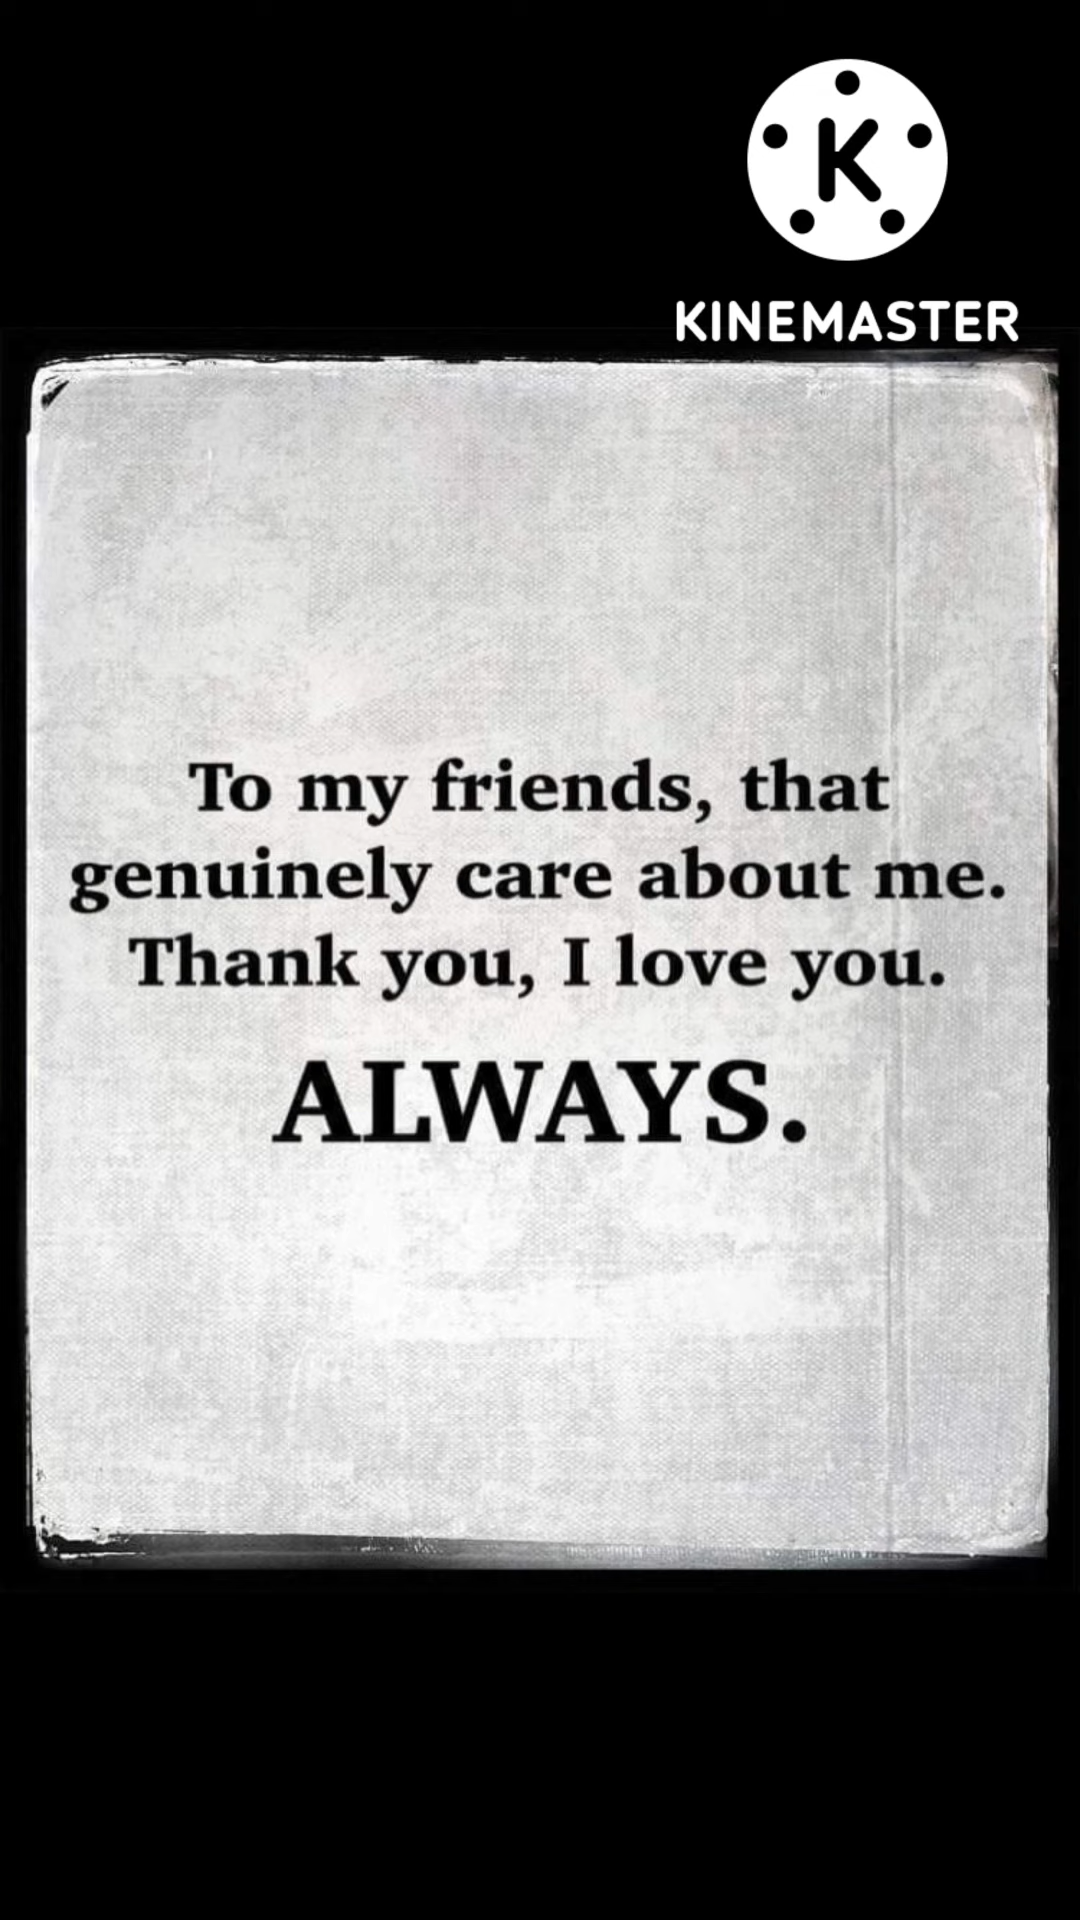 K
KINEMASTER
To my friends, that
genuinely care about me.
Thank you, I love you.
ALWAYS.